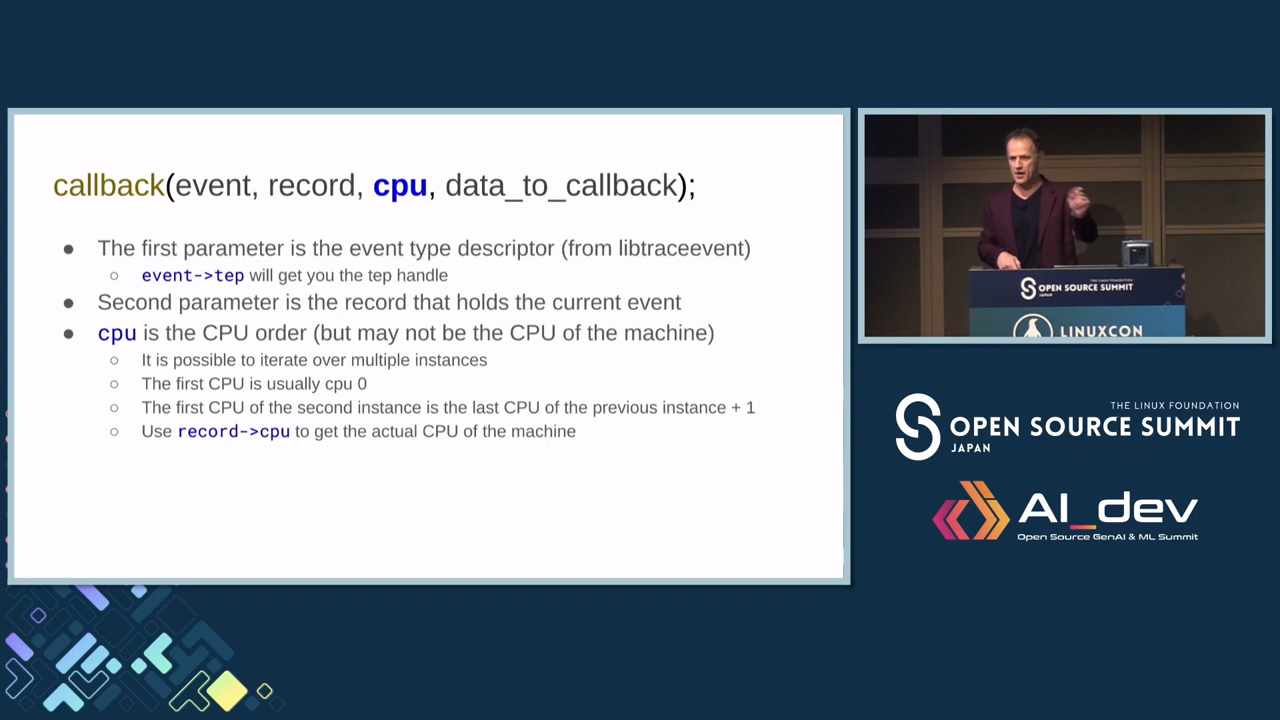 callback(event, record, cpu, data_to_callback);
● The first parameter is the event type descriptor (from libtraceevent)
○ event->tep will get you the tep handle
● Second parameter is the record that holds the current event
● cpu is the CPU order (but may not be the CPU of the machine)
○ It is possible to iterate over multiple instances
○ The first CPU is usually cpu 0
○ The first CPU of the second instance is the last CPU of the previous instance + 1
○ Use record->cpu to get the actual CPU of the machine
THE LINUX FOUNDATION
OPEN SOURCE SUMMIT
JAPAN
LINUXCON
THE LINUX FOUNDATION
OPEN SOURCE SUMMIT
JAPAN
AI_dev
Open Source GenAI & ML Summit